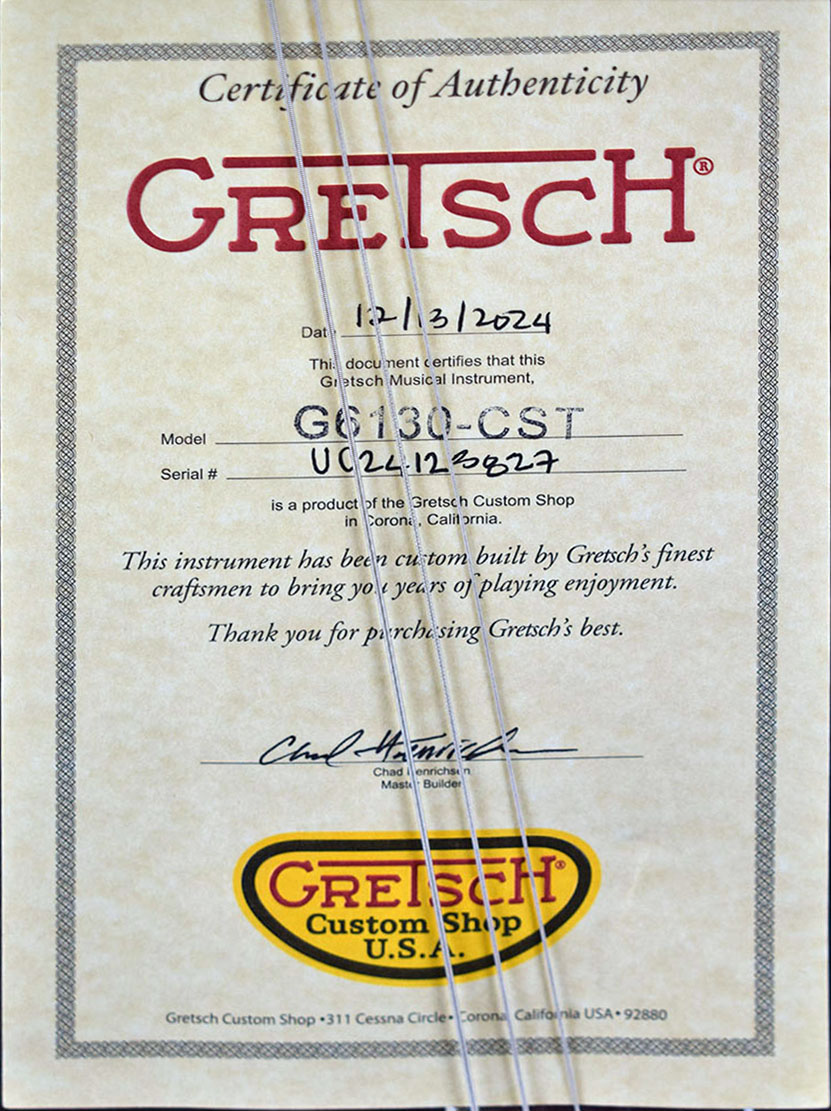 Certificate of Authenticity
GRETSCH®
Date 12/13/2024
This document certifies that this
Gretsch Musical Instrument,
Model G6130-CST
Serial # UC24123827
is a product of the Gretsch Custom Shop
in Corona, California.
This instrument has been custom built by Gretsch's finest
craftsmen to bring you years of playing enjoyment.
Thank you for purchasing Gretsch's best.
Chad Henrichsen
Chad Henrichsen
Master Builder
GRETSCH®
Custom Shop
U.S.A.
Gretsch Custom Shop •311 Cessna Circle• Corona, California USA• 92880